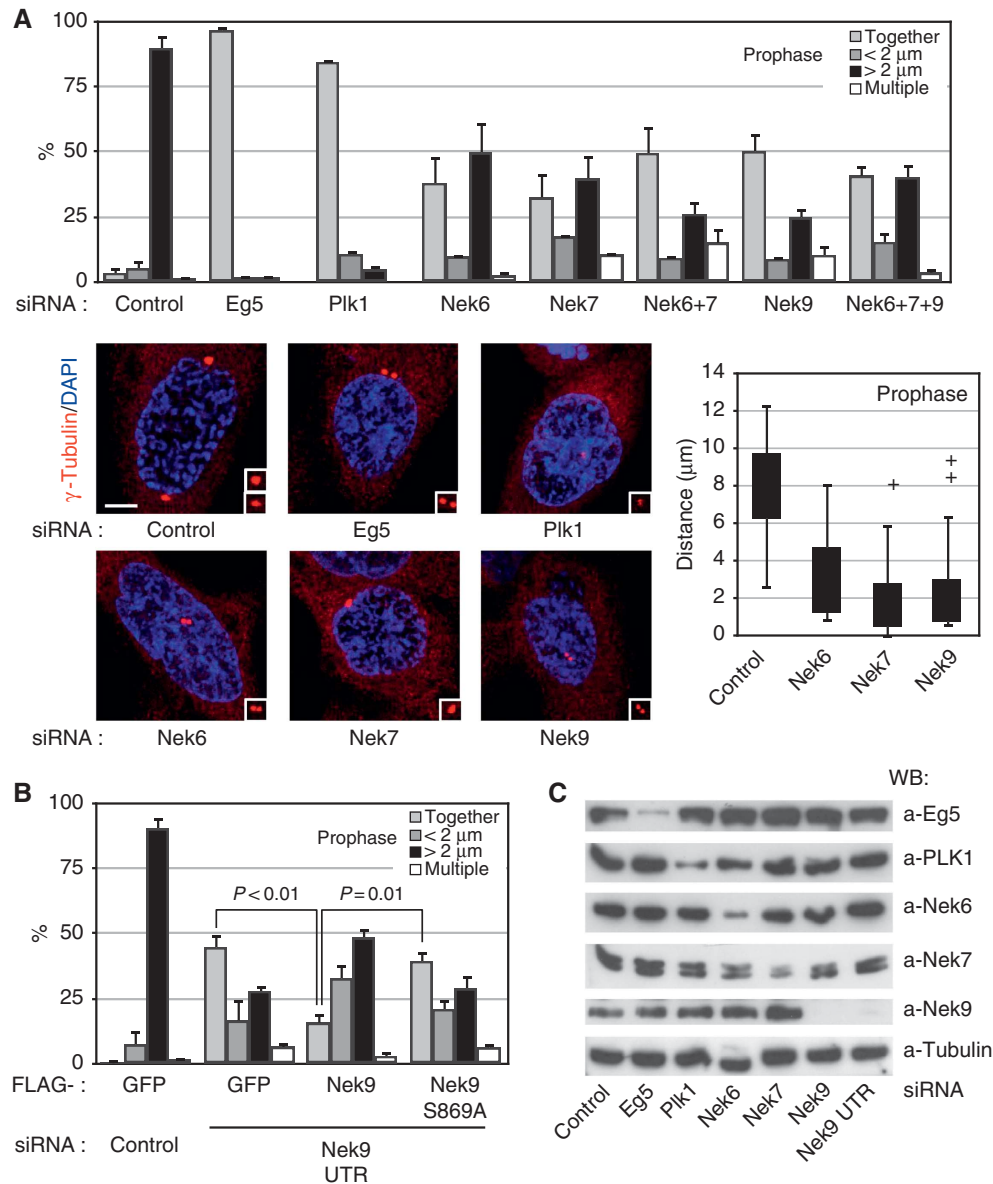 A
100
75
50
25
0
%
Prophase
Together
< 2 μm
> 2 μm
Multiple
siRNA : Control Eg5 Plk1 Nek6 Nek7 Nek6+7 Nek9 Nek6+7+9
γ-Tubulin/DAPI
siRNA : Control Eg5 Plk1
siRNA : Nek6 Nek7 Nek9
14
12
10
8
6
4
2
0
Distance (μm)
Prophase
+
+
+
Control Nek6 Nek7 Nek9
B
100
75
50
25
0
%
Prophase
Together
< 2 μm
> 2 μm
Multiple
P < 0.01
P = 0.01
FLAG- : GFP GFP Nek9 Nek9
S869A
siRNA : Control Nek9
UTR
C
WB:
a-Eg5
a-PLK1
a-Nek6
a-Nek7
a-Nek9
a-Tubulin
siRNA
Control Eg5 Plk1 Nek6 Nek7 Nek9 Nek9 UTR